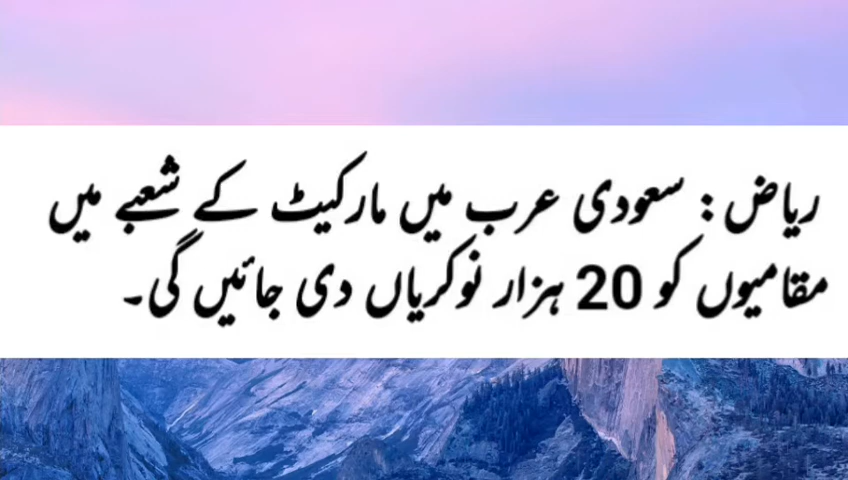 ریاض : سعودی عرب میں مارکیٹ کے شعبے میں
مقامیوں کو 20 ہزار نوکریاں دی جائیں گی۔